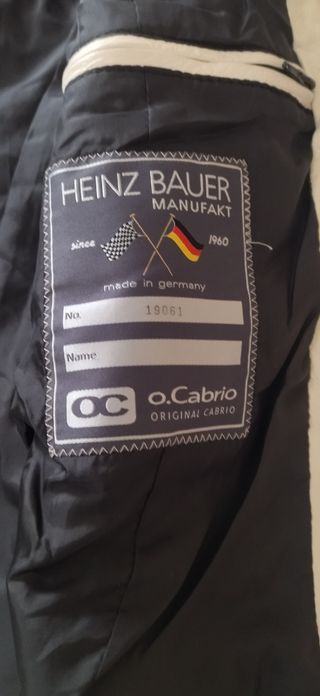 HEINZ BAUER
MANUFAKT
since 1960
made in germany
No. 19061
Name
OC o.Cabrio
ORIGINAL CABRIO